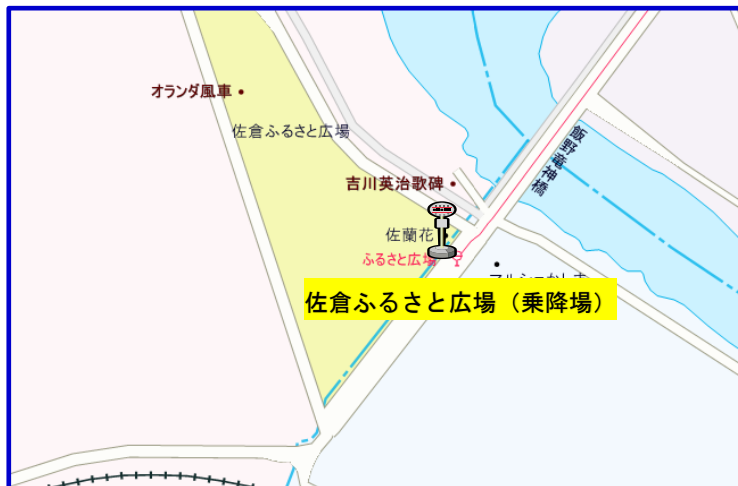 オランダ風車
佐倉ふるさと広場
飯野竜神橋
吉川英治歌碑
佐蘭花
ふるさと広場
佐倉ふるさと広場（乗降場）